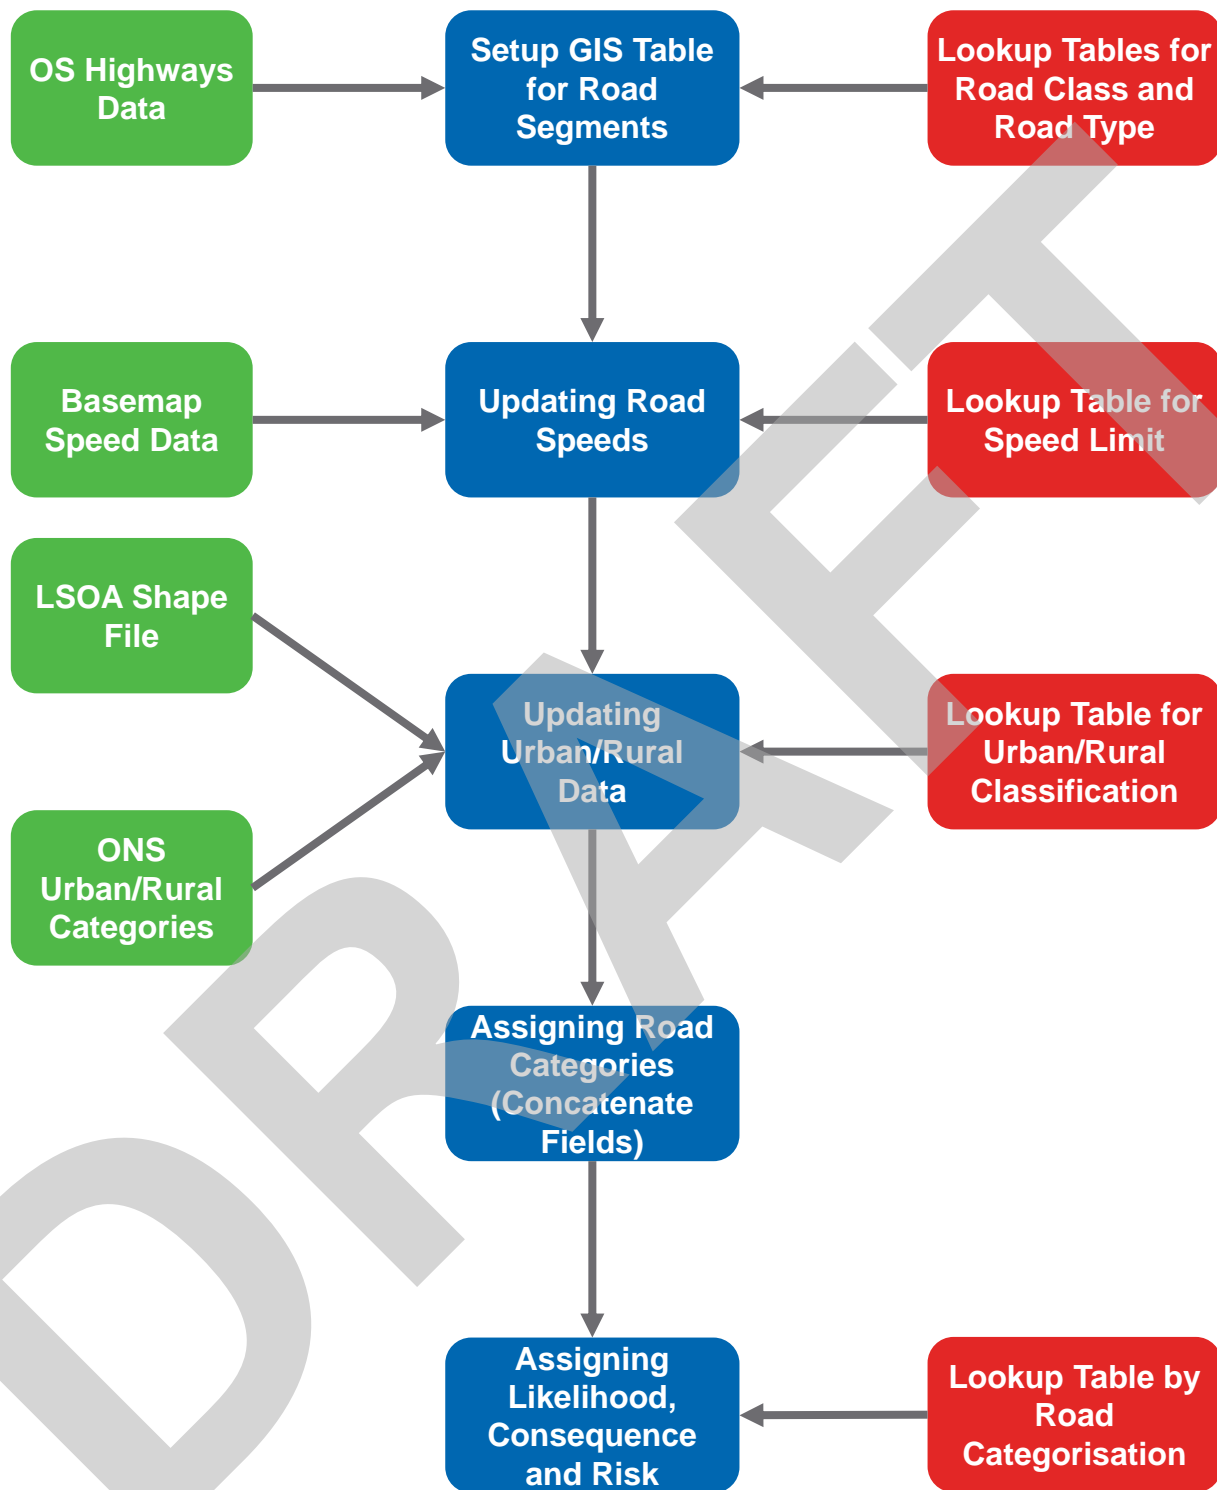 OS Highways
Data
Setup GIS Table
for Road
Segments
Lookup Tables for
Road Class and
Road Type
Basemap
Speed Data
Updating Road
Speeds
Lookup Table for
Speed Limit
LSOA Shape
File
Updating
Urban/Rural
Data
Lookup Table for
Urban/Rural
Classification
ONS
Urban/Rural
Categories
Assigning Road
Categories
(Concatenate
Fields)
Assigning
Likelihood,
Consequence
and Risk
Lookup Table by
Road
Categorisation
DRAFT